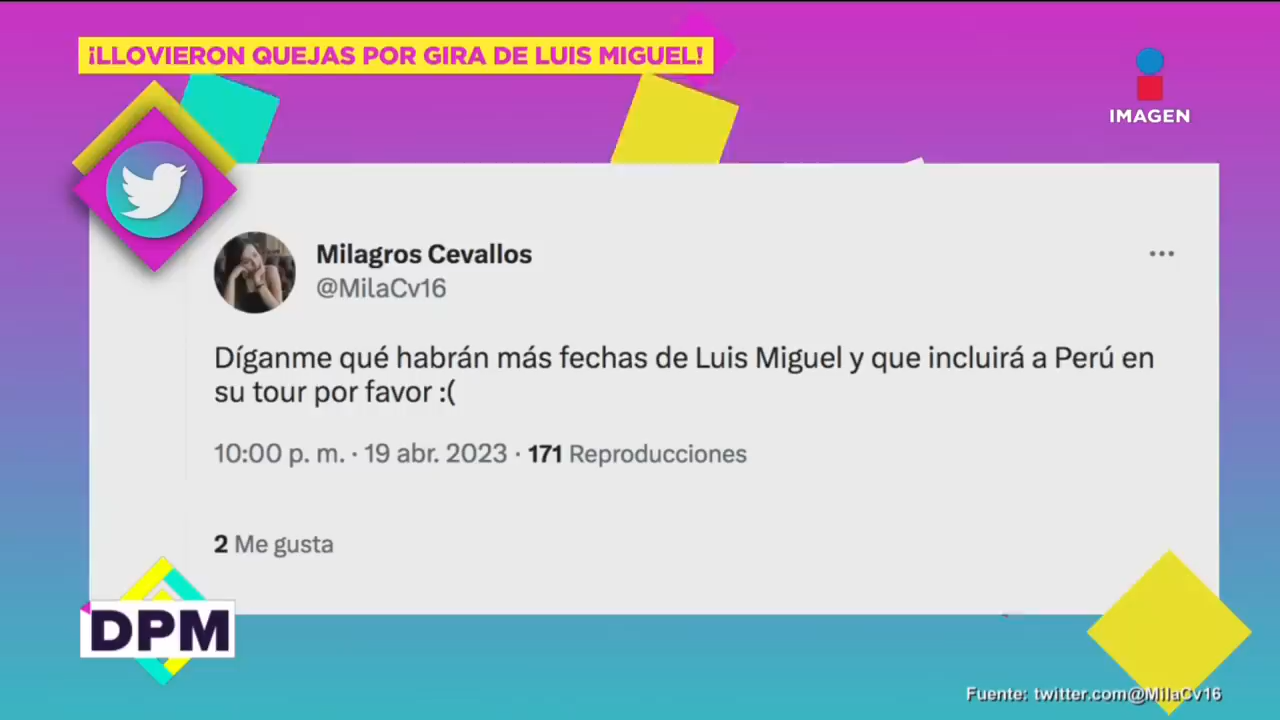 ¡LLOVIERON QUEJAS POR GIRA DE LUIS MIGUEL!
IMAGEN
Milagros Cevallos
@MilaCv16
Díganme qué habrán más fechas de Luis Miguel y que incluirá a Perú en
su tour por favor :(
10:00 p. m. · 19 abr. 2023 · 171 Reproducciones
2 Me gusta
DPM
Fuente: twitter.com@MilaCv16